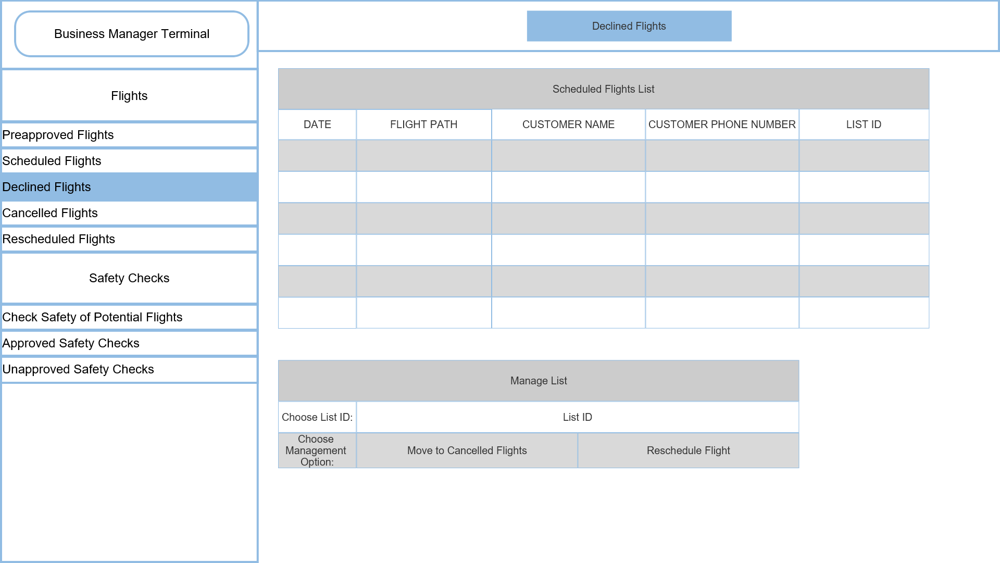 Business Manager Terminal
Flights
Preapproved Flights
Scheduled Flights
Declined Flights
Cancelled Flights
Rescheduled Flights
Safety Checks
Check Safety of Potential Flights
Approved Safety Checks
Unapproved Safety Checks
Declined Flights
Scheduled Flights List
DATE FLIGHT PATH CUSTOMER NAME CUSTOMER PHONE NUMBER LIST ID
Manage List
Choose List ID: List ID
Choose
Management
Option:
Move to Cancelled Flights Reschedule Flight